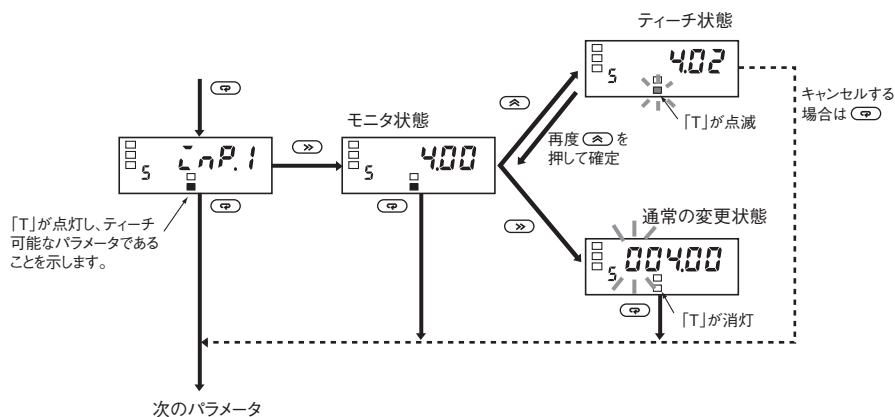 ティーチ状態
S 4.02
キャンセルする
場合は
「T」が点滅
モニタ状態
再度 を
押して確定
S inP.1
S 4.00
「T」が点灯し、ティーチ
可能なパラメータである
ことを示します。
通常の変更状態
S 004.00
「T」が消灯
次のパラメータ